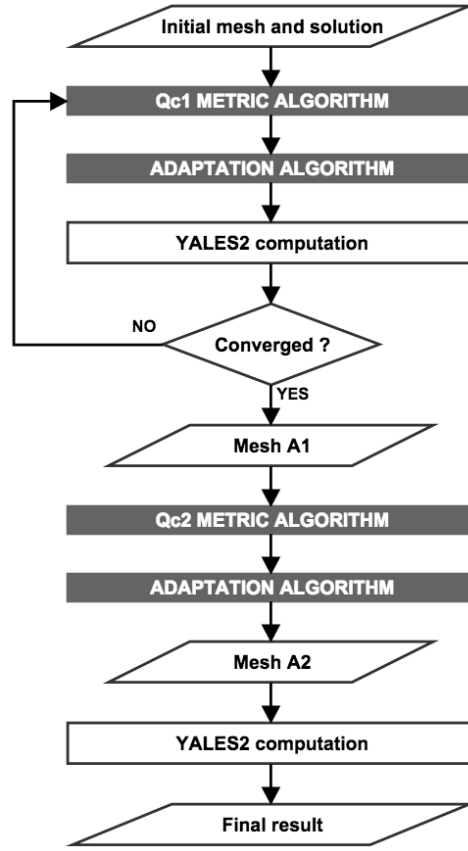 Initial mesh and solution
Qc1 METRIC ALGORITHM
ADAPTATION ALGORITHM
YALES2 computation
NO
Converged ?
YES
Mesh A1
Qc2 METRIC ALGORITHM
ADAPTATION ALGORITHM
Mesh A2
YALES2 computation
Final result